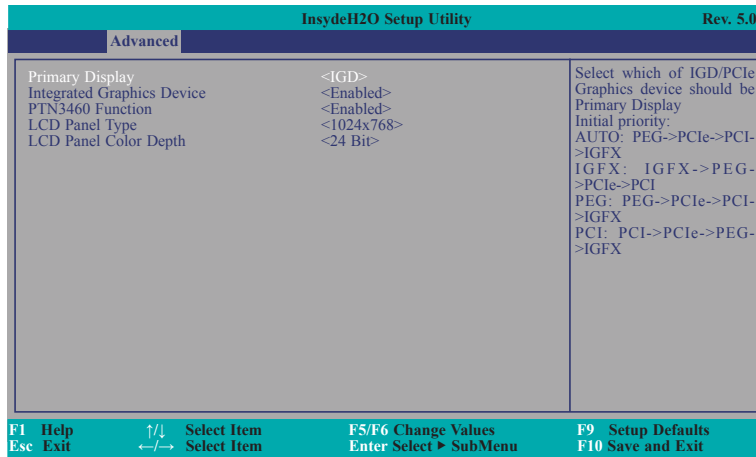 InsydeH2O Setup Utility Rev. 5.0
Advanced
Primary Display <IGD>
Integrated Graphics Device <Enabled>
PTN3460 Function <Enabled>
LCD Panel Type <1024x768>
LCD Panel Color Depth <24 Bit>
Select which of IGD/PCIe
Graphics device should be
Primary Display
Initial priority:
AUTO: PEG->PCIe->PCI-
>IGFX
IGFX: IGFX->PEG-
>PCIe->PCI
PEG: PEG->PCIe->PCI-
>IGFX
PCI: PCI->PCIe->PEG-
>IGFX
F1 Help ↑/↓ Select Item F5/F6 Change Values F9 Setup Defaults
Esc Exit ←/→ Select Item Enter Select ► SubMenu F10 Save and Exit